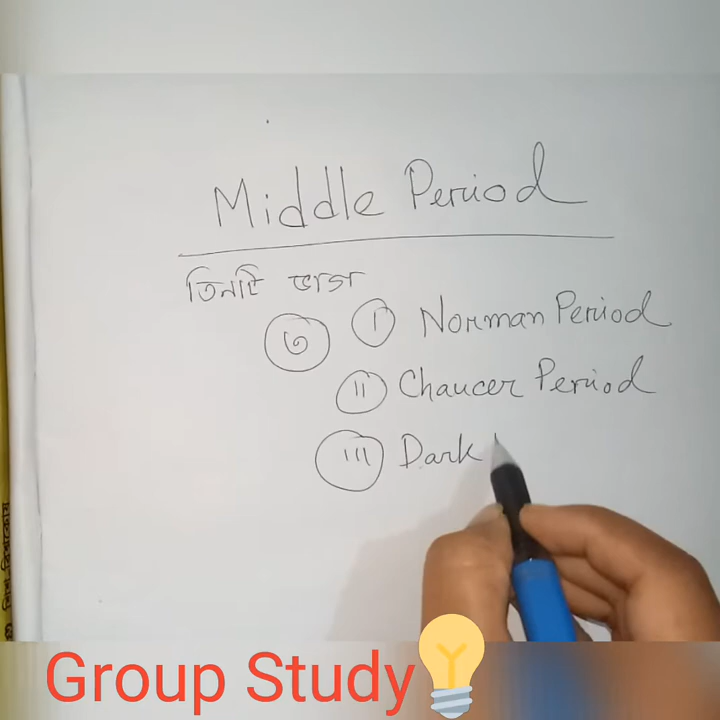 Middle Period
তিনটি ভাগ
৩ I Norman Period
II Chaucer Period
III Dark
Group Study